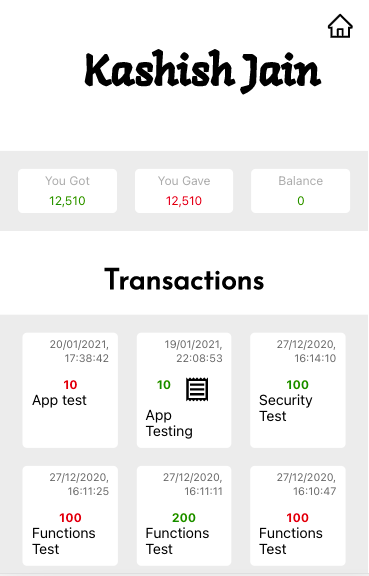 Kashish Jain
You Got
12,510
You Gave
12,510
Balance
0
Transactions
20/01/2021,
17:38:42
10
App test
19/01/2021,
22:08:53
10
App
Testing
27/12/2020,
16:14:10
100
Security
Test
27/12/2020,
16:11:25
100
Functions
Test
27/12/2020,
16:11:11
200
Functions
Test
27/12/2020,
16:10:47
100
Functions
Test